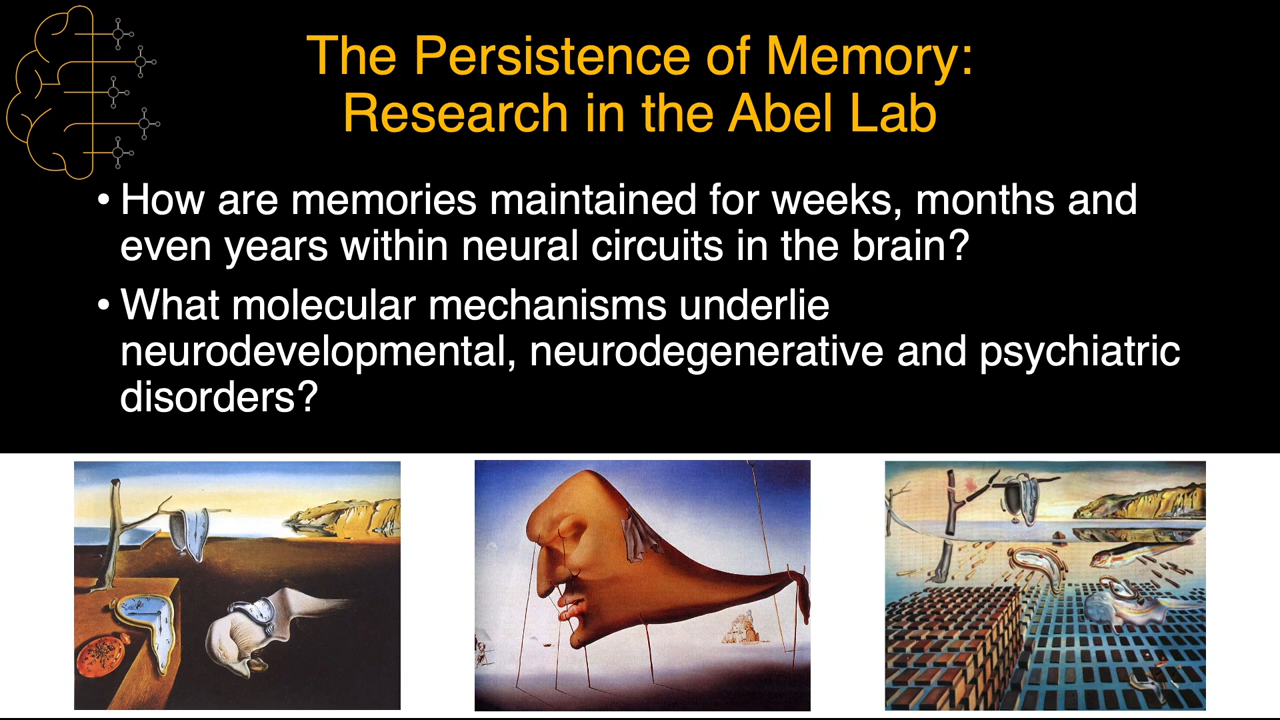 The Persistence of Memory:
Research in the Abel Lab
• How are memories maintained for weeks, months and
even years within neural circuits in the brain?
• What molecular mechanisms underlie
neurodevelopmental, neurodegenerative and psychiatric
disorders?